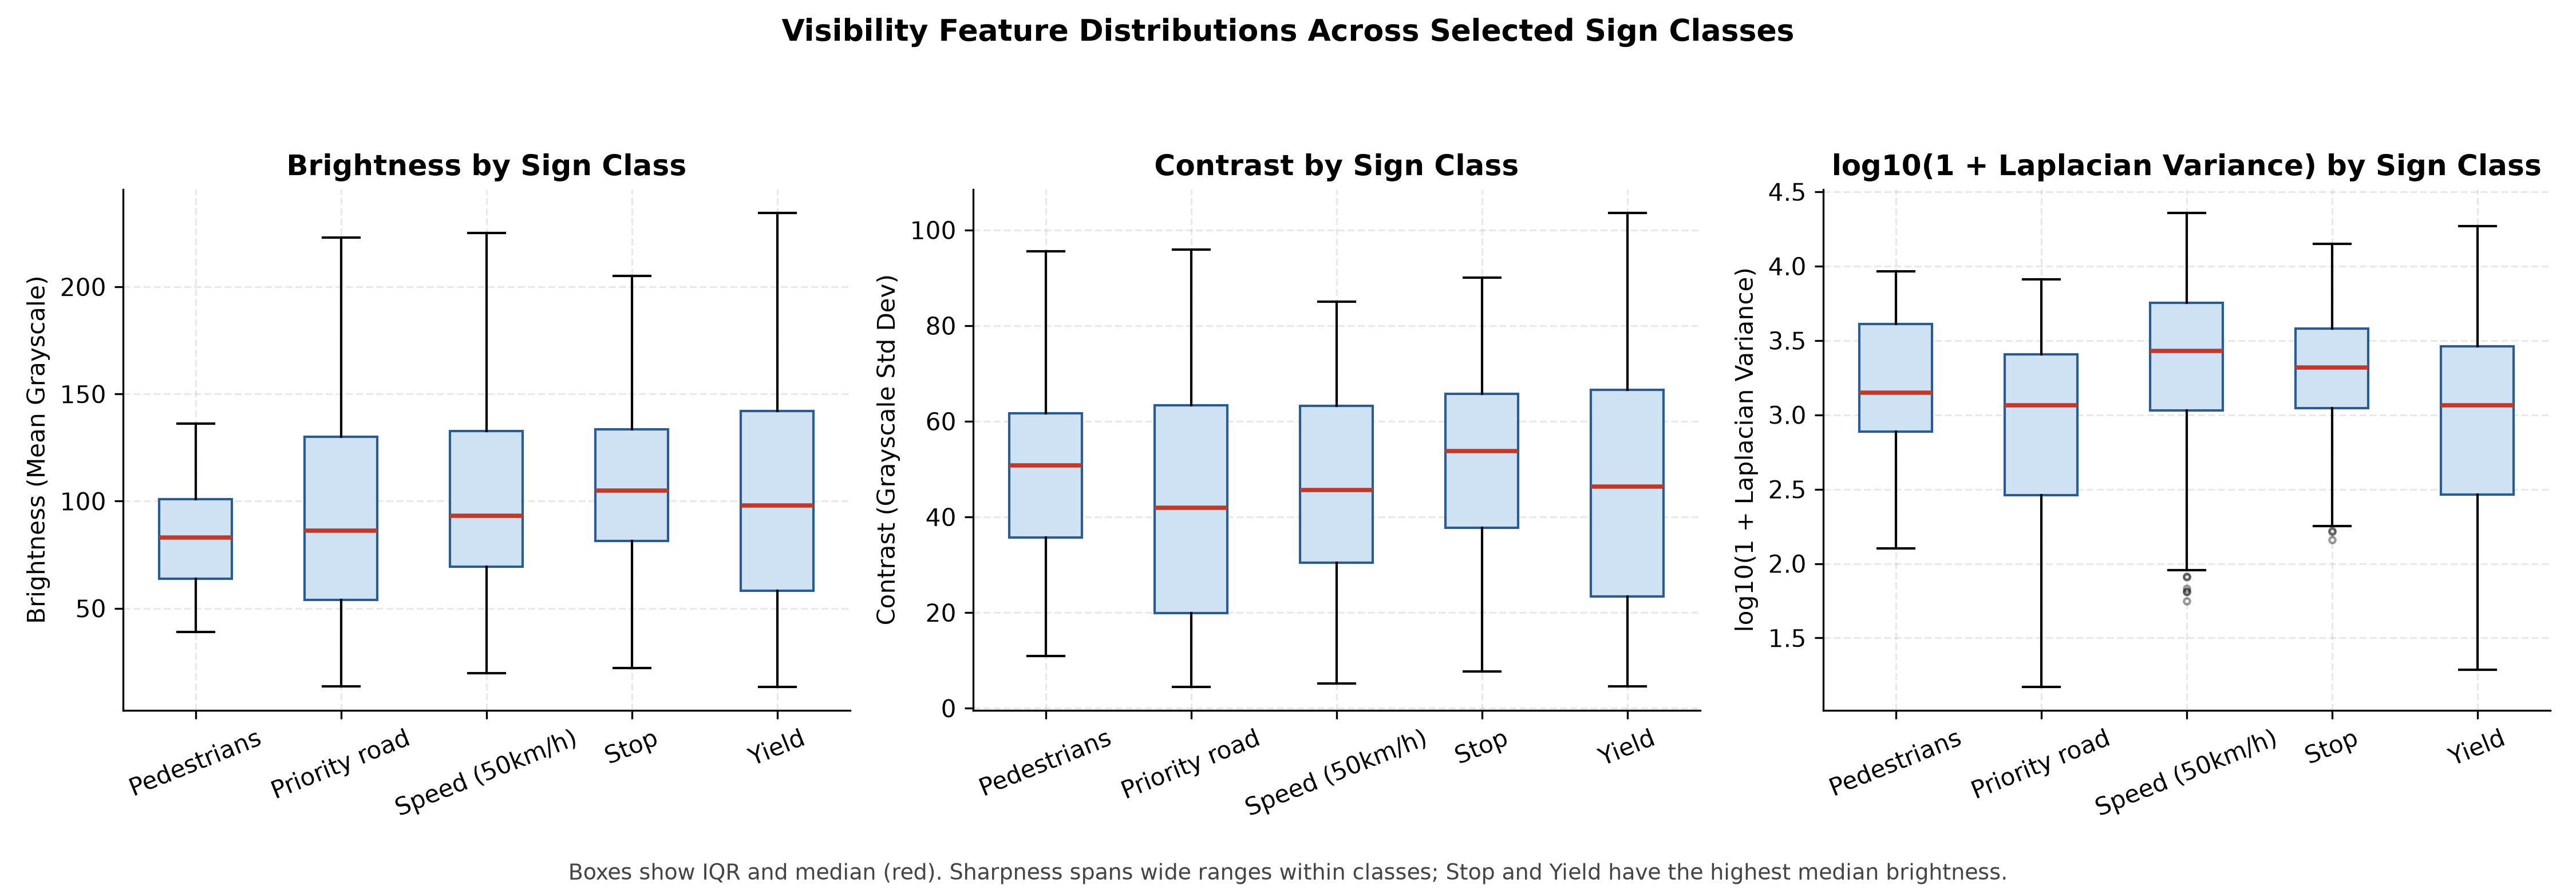 Visibility Feature Distributions Across Selected Sign Classes
Brightness by Sign Class
Brightness (Mean Grayscale)
200
150
100
50
Pedestrians
Priority road
Speed (50km/h)
Stop
Yield
Contrast by Sign Class
Contrast (Grayscale Std Dev)
100
80
60
40
20
0
Pedestrians
Priority road
Speed (50km/h)
Stop
Yield
log10(1 + Laplacian Variance) by Sign Class
log10(1 + Laplacian Variance)
4.5
4.0
3.5
3.0
2.5
2.0
1.5
Pedestrians
Priority road
Speed (50km/h)
Stop
Yield
Boxes show IQR and median (red). Sharpness spans wide ranges within classes; Stop and Yield have the highest median brightness.